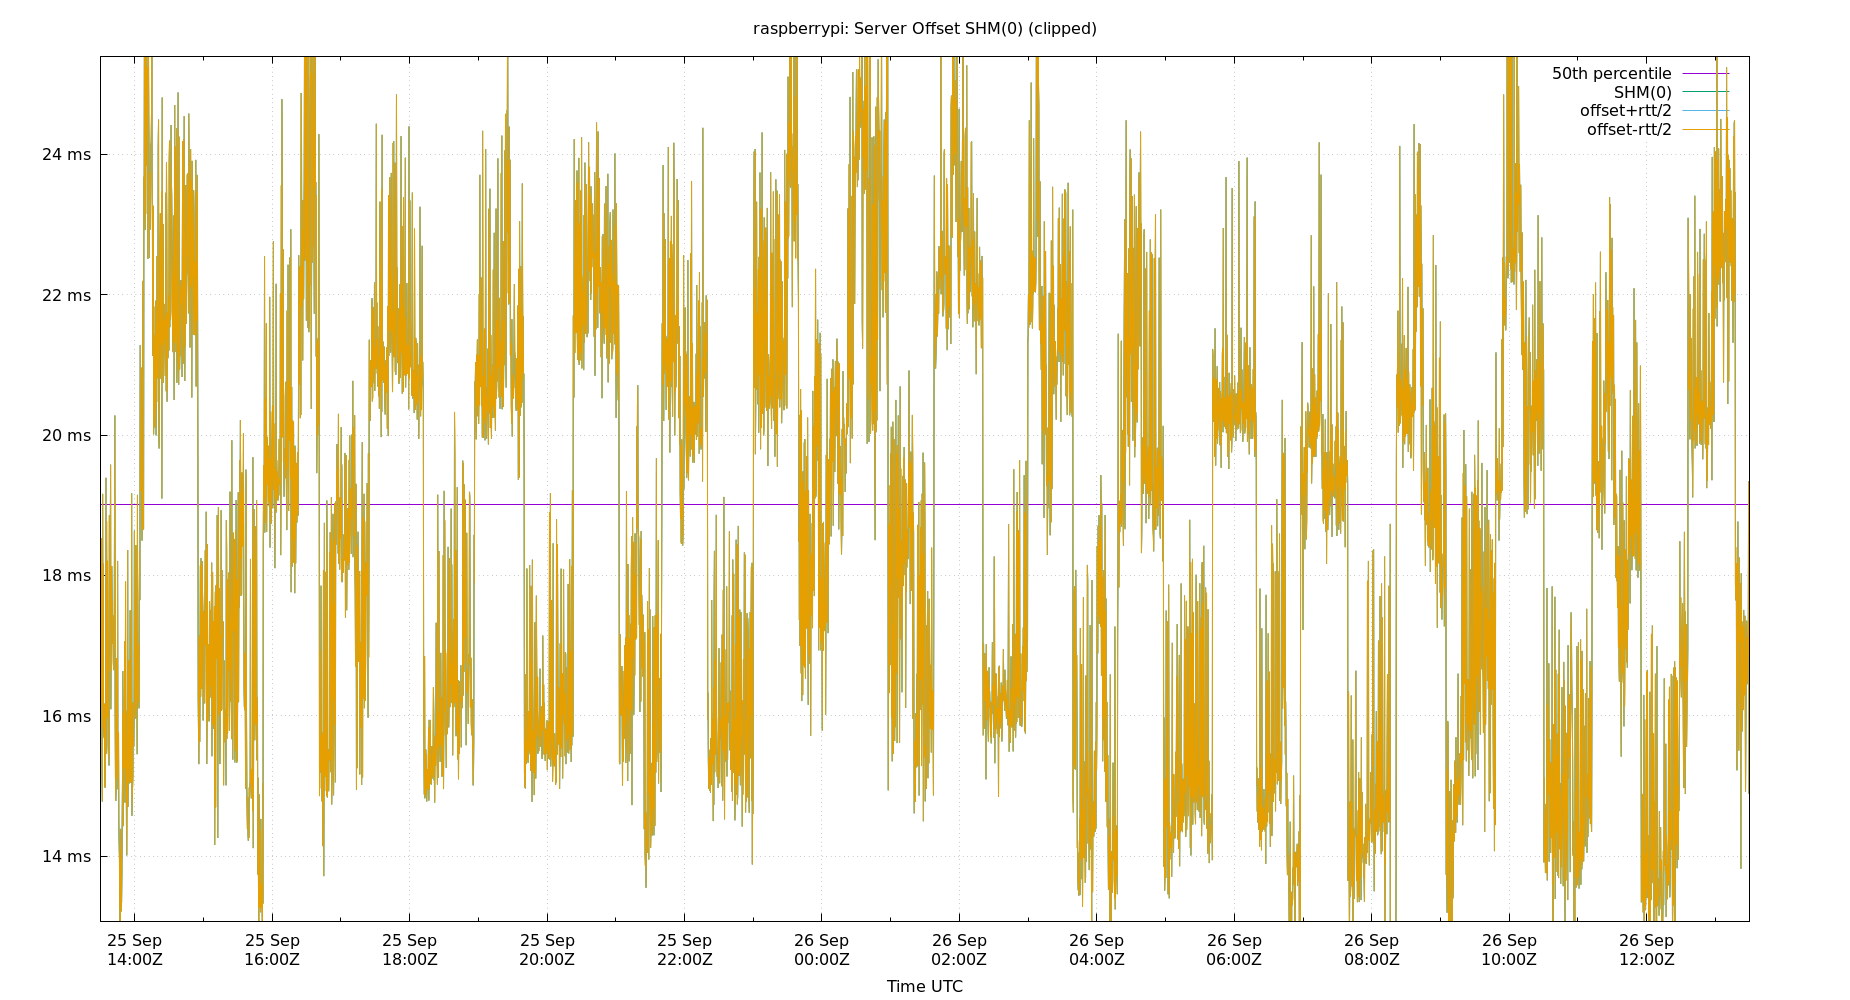 raspberrypi: Server Offset SHM(0) (clipped)
50th percentile
SHM(0)
offset+rtt/2
offset-rtt/2
24 ms
22 ms
20 ms
18 ms
16 ms
14 ms
25 Sep 25 Sep 25 Sep 25 Sep 25 Sep 26 Sep 26 Sep 26 Sep 26 Sep 26 Sep 26 Sep 26 Sep
14:00Z 16:00Z 18:00Z 20:00Z 22:00Z 00:00Z 02:00Z 04:00Z 06:00Z 08:00Z 10:00Z 12:00Z
Time UTC